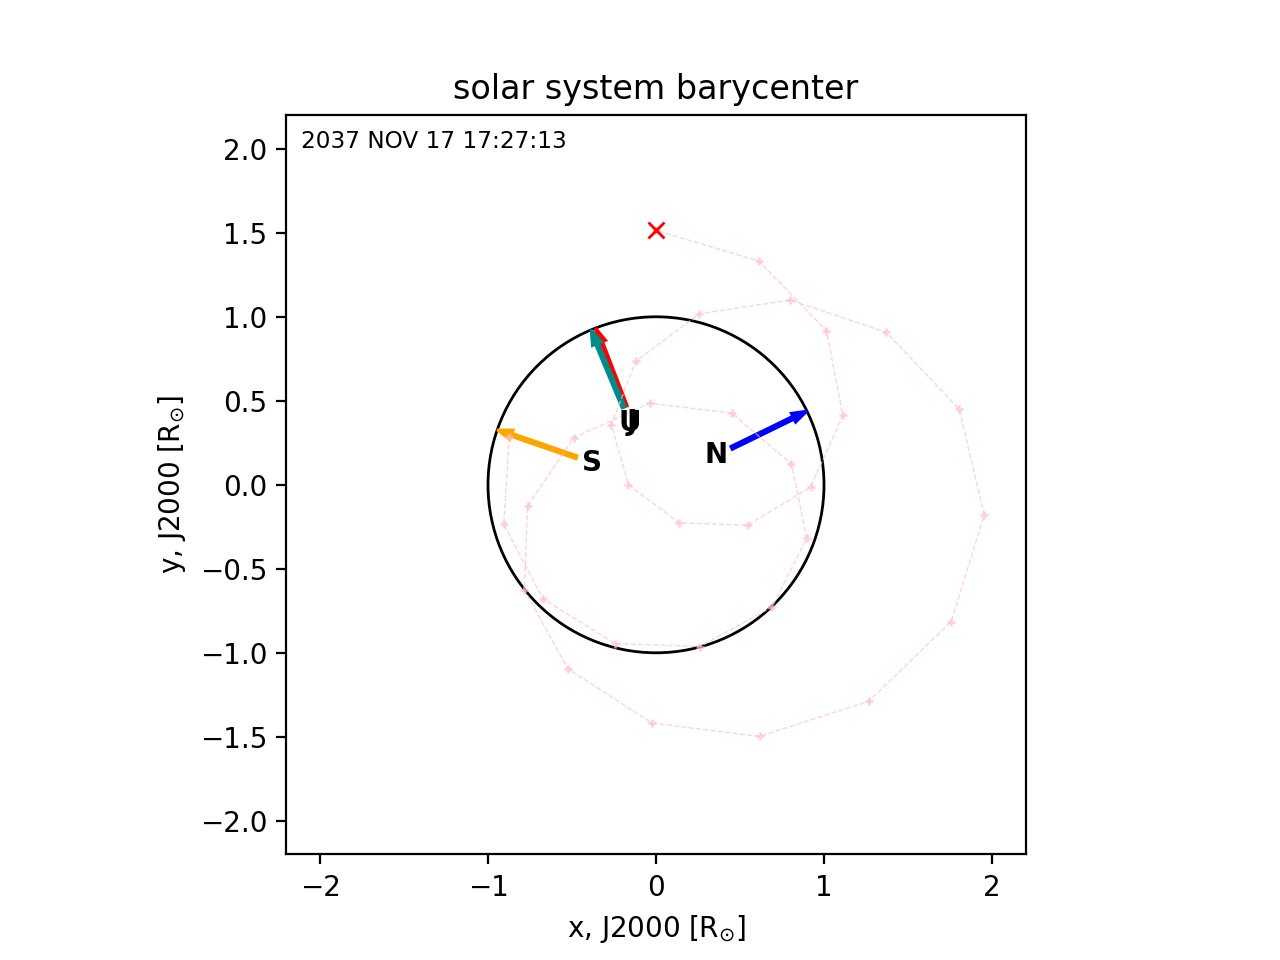 solar system barycenter
2037 NOV 17 17:27:13
2.0
1.5
1.0
0.5
0.0
−0.5
−1.0
−1.5
−2.0
y, J2000 [R☉]
U J
N
S
−2 −1 0 1 2
x, J2000 [R☉]